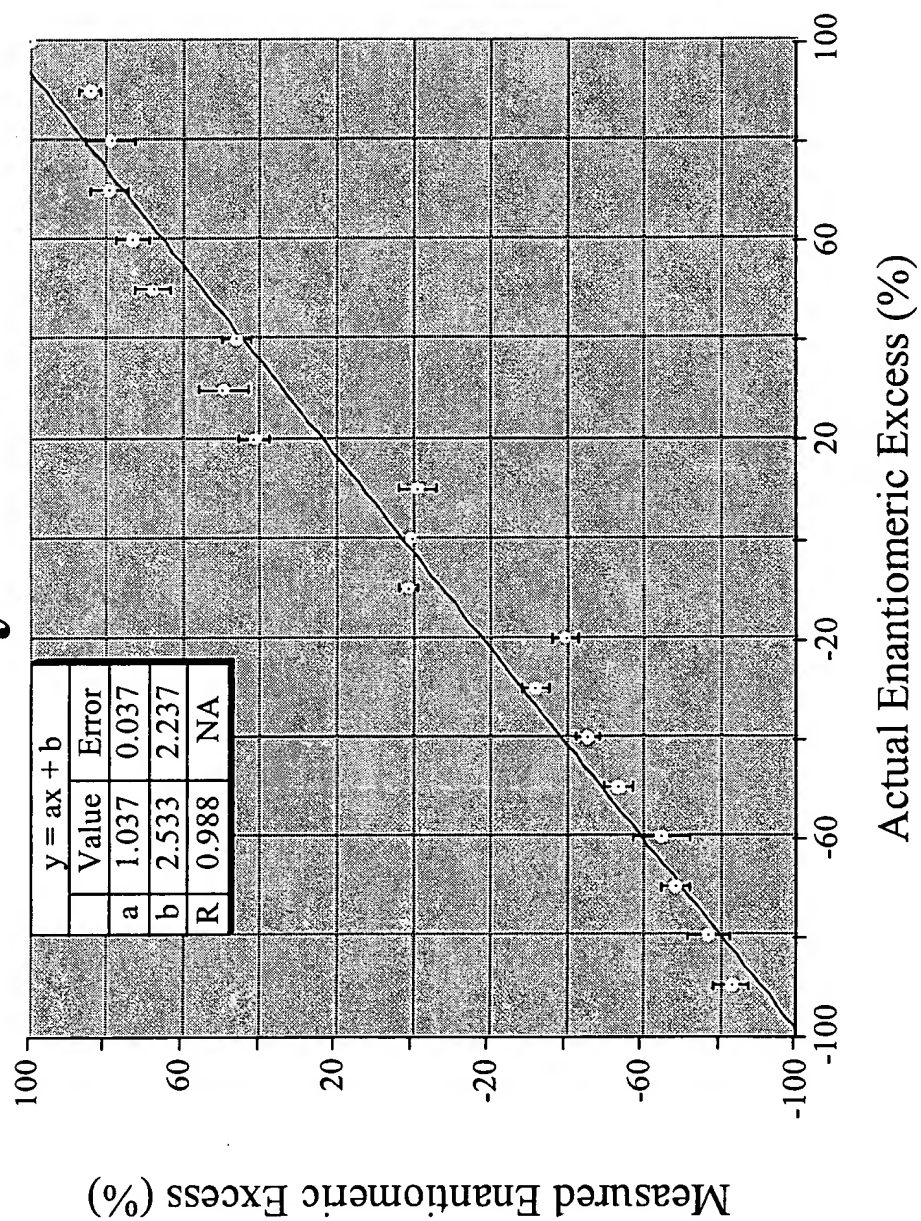 y = ax + b
Value Error
a 1.037 0.037
b 2.533 2.237
R 0.988 NA
Measured Enantiomeric Excess (%)
100
60
20
-20
-60
-100
-100 -60 -20 20 60 100
Actual Enantiomeric Excess (%)